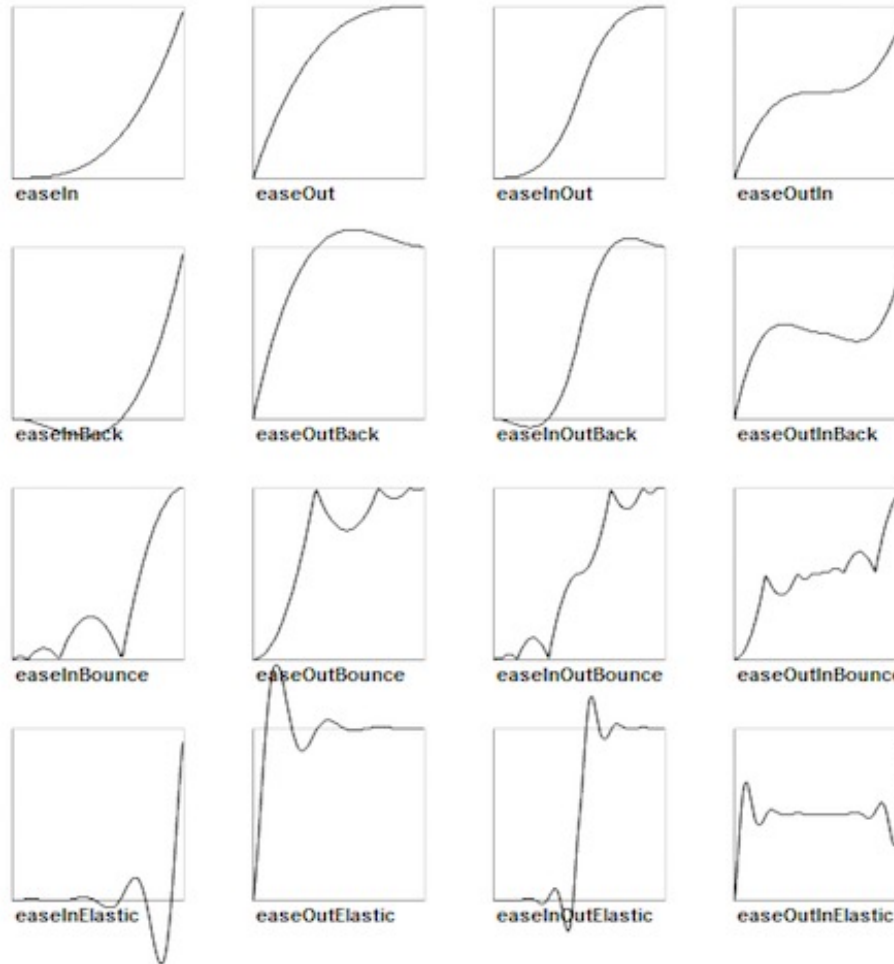 easeIn
easeOut
easeInOut
easeOutIn
easeInBack
easeOutBack
easeInOutBack
easeOutInBack
easeInBounce
easeOutBounce
easeInOutBounce
easeOutInBounce
easeInElastic
easeOutElastic
easeInOutElastic
easeOutInElastic